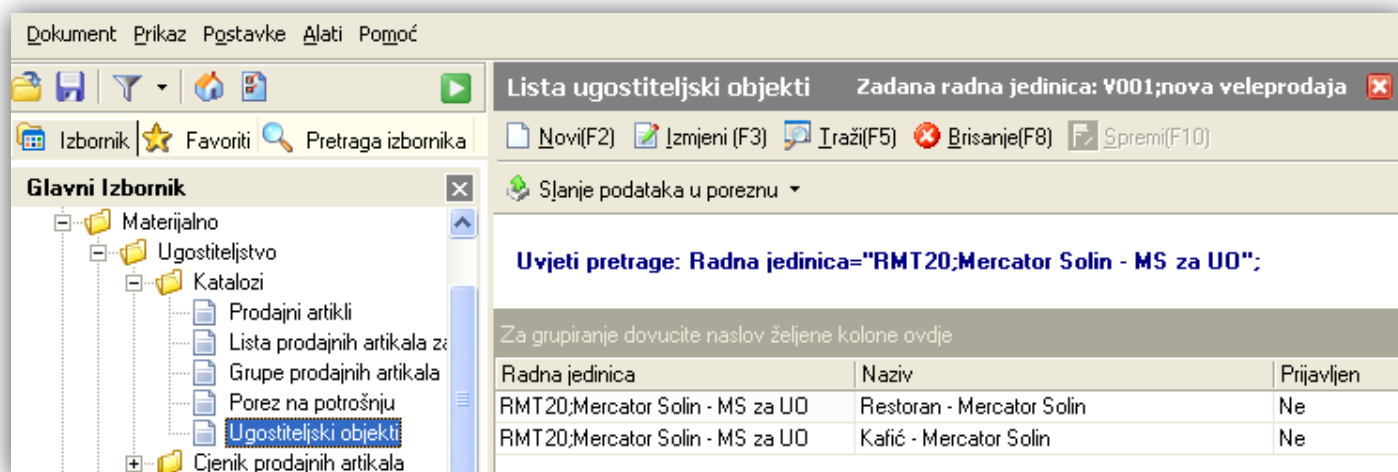 Dokument Prikaz Postavke Alati Pomoć
Izbornik Favoriti Pretraga izbornika
Glavni Izbornik
Materijalno
Ugostiteljstvo
Katalozi
Prodajni artikli
Lista prodajnih artikala za
Grupe prodajnih artikala
Porez na potrošnju
Ugostiteljski objekti
Cjenik prodajnih artikala
Lista ugostiteljski objekti Zadana radna jedinica: V001;nova veleprodaja
Novi(F2) Izmjeni (F3) Traži(F5) Brisanje(F8) Spremi(F10)
Slanje podataka u poreznu
Uvjeti pretrage: Radna jedinica="RMT20;Mercator Solin - MS za UO";
Za grupiranje dovucite naslov željene kolone ovdje
Radna jedinica Naziv Prijavljen
RMT20;Mercator Solin - MS za UO Restoran - Mercator Solin Ne
RMT20;Mercator Solin - MS za UO Kafić - Mercator Solin Ne